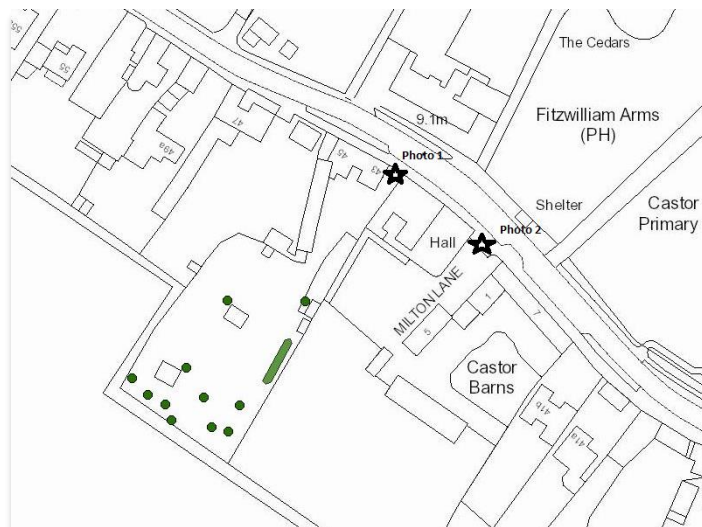 The Cedars
55a
55
Fitzwilliam Arms
(PH)
9.1m
47
49a
45
43
Photo 1
Shelter
Castor
Primary
Hall
Photo 2
MILTON LANE
1
7
5
Castor
Barns
41b
41a